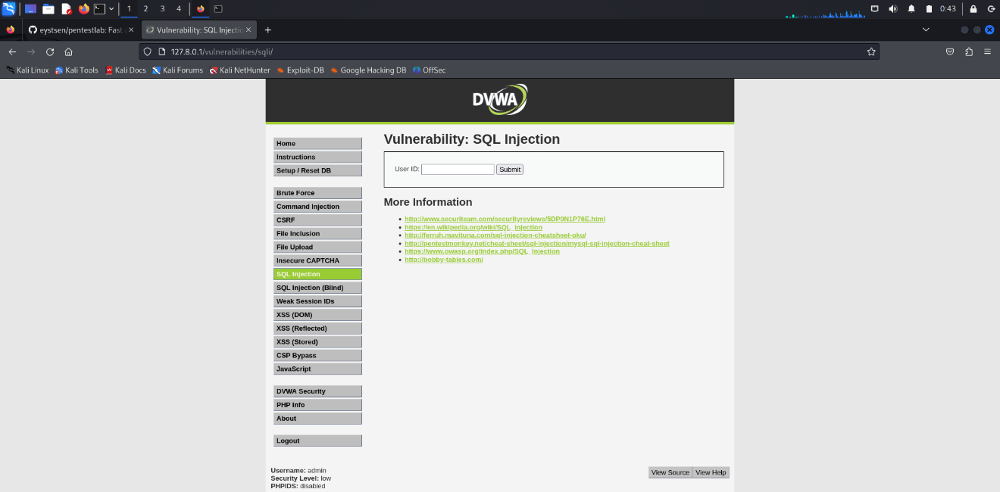 1 2 3 4 0:43
eystsen/pentestlab: Fast
Vulnerability: SQL Injectio
127.8.0.1/vulnerabilities/sqli/
Kali Linux Kali Tools Kali Docs Kali Forums Kali NetHunter Exploit-DB Google Hacking DB OffSec
DVWA
Home
Instructions
Setup / Reset DB
Brute Force
Command Injection
CSRF
File Inclusion
File Upload
Insecure CAPTCHA
SQL Injection
SQL Injection (Blind)
Weak Session IDs
XSS (DOM)
XSS (Reflected)
XSS (Stored)
CSP Bypass
JavaScript
DVWA Security
PHP Info
About
Logout
Vulnerability: SQL Injection
User ID: Submit
More Information
http://www.securiteam.com/securityreviews/5DP0N1P76E.html
https://en.wikipedia.org/wiki/SQL_injection
http://ferruh.mavituna.com/sql-injection-cheatsheet-oku/
http://pentestmonkey.net/cheat-sheet/sql-injection/mysql-sql-injection-cheat-sheet
https://www.owasp.org/index.php/SQL_Injection
http://bobby-tables.com/
Username: admin
Security Level: low
PHPIDS: disabled
View Source View Help